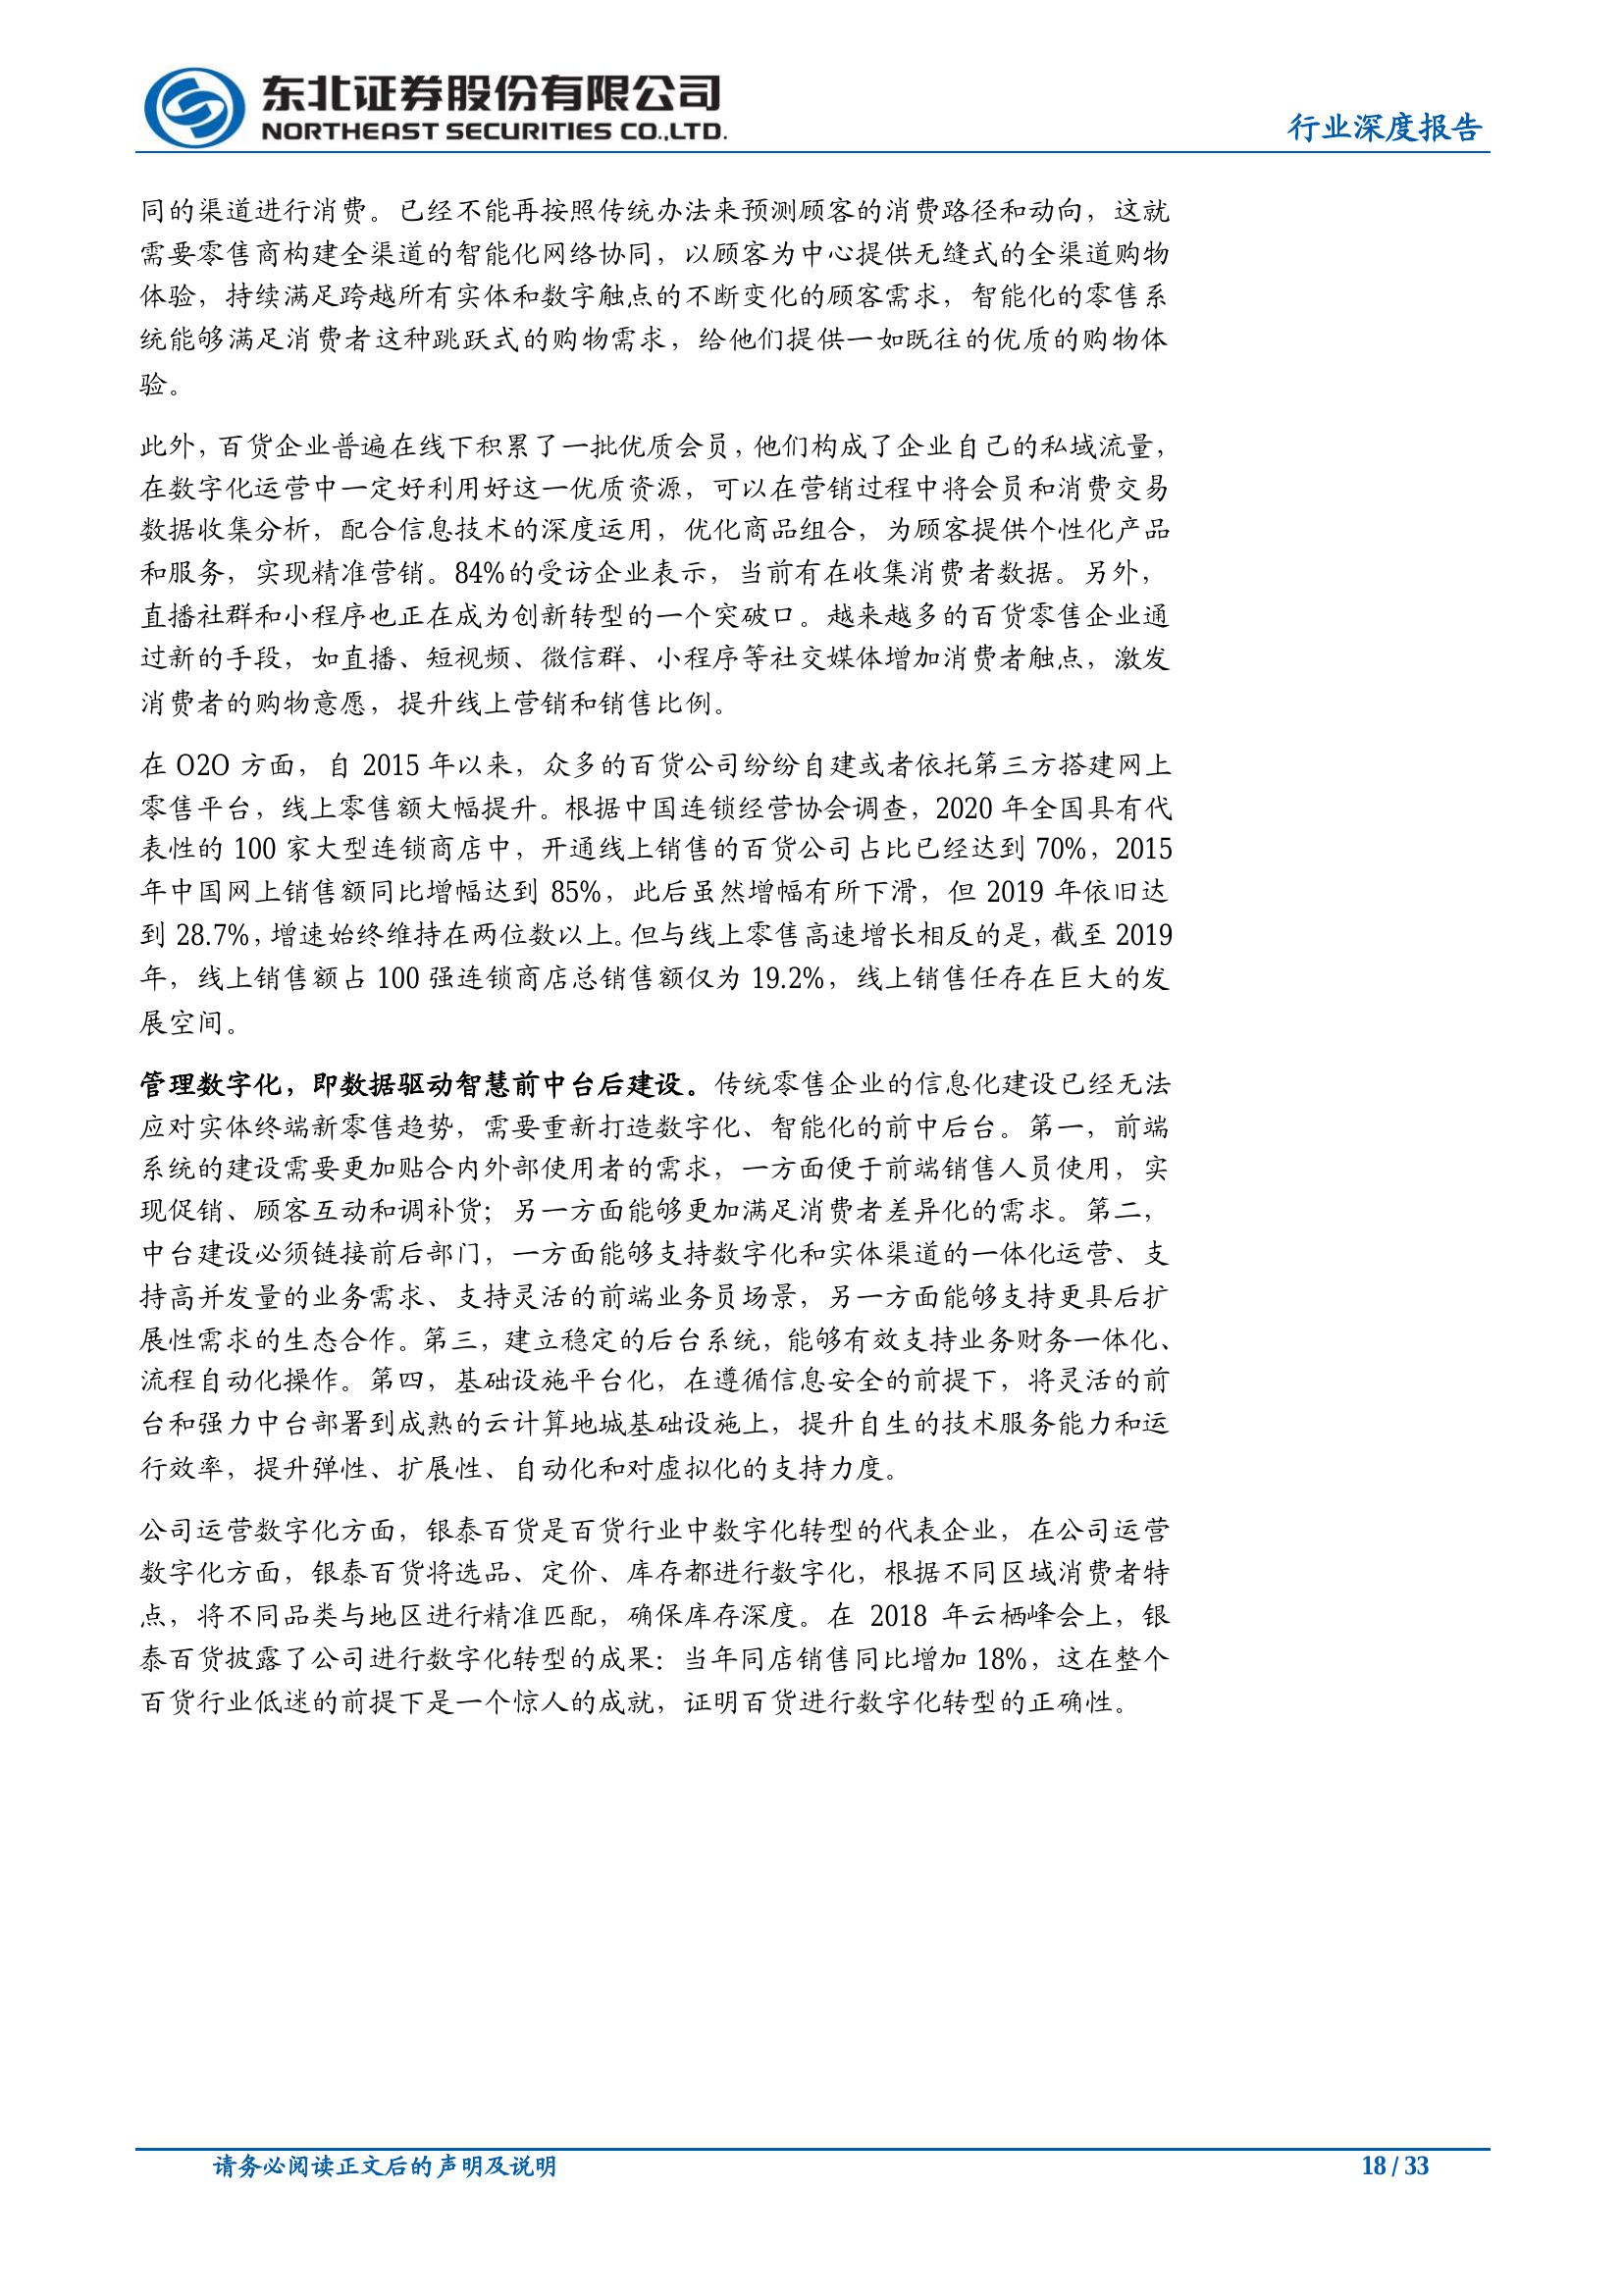 东北证券股份有限公司
NORTHEAST SECURITIES CO.,LTD.
行业深度报告
同的渠道进行消费。已经不能再按照传统办法来预测顾客的消费路径和动向，这就
需要零售商构建全渠道的智能化网络协同，以顾客为中心提供无缝式的全渠道购物
体验，持续满足跨越所有实体和数字触点的不断变化的顾客需求，智能化的零售系
统能够满足消费者这种跳跃式的购物需求，给他们提供一如既往的优质的购物体
验。
此外，百货企业普遍在线下积累了一批优质会员，他们构成了企业自己的私域流量，
在数字化运营中一定好利用好这一优质资源，可以在营销过程中将会员和消费交易
数据收集分析，配合信息技术的深度运用，优化商品组合，为顾客提供个性化产品
和服务，实现精准营销。84%的受访企业表示，当前有在收集消费者数据。另外，
直播社群和小程序也正在成为创新转型的一个突破口。越来越多的百货零售企业通
过新的手段，如直播、短视频、微信群、小程序等社交媒体增加消费者触点，激发
消费者的购物意愿，提升线上营销和销售比例。
在 O2O 方面，自 2015 年以来，众多的百货公司纷纷自建或者依托第三方搭建网上
零售平台，线上零售额大幅提升。根据中国连锁经营协会调查，2020 年全国具有代
表性的 100 家大型连锁商店中，开通线上销售的百货公司占比已经达到 70%，2015
年中国网上销售额同比增幅达到 85%，此后虽然增幅有所下滑，但 2019 年依旧达
到 28.7%，增速始终维持在两位数以上。但与线上零售高速增长相反的是，截至 2019
年，线上销售额占 100 强连锁商店总销售额仅为 19.2%，线上销售任存在巨大的发
展空间。
管理数字化，即数据驱动智慧前中台后建设。传统零售企业的信息化建设已经无法
应对实体终端新零售趋势，需要重新打造数字化、智能化的前中后台。第一，前端
系统的建设需要更加贴合内外部使用者的需求，一方面便于前端销售人员使用，实
现促销、顾客互动和调补货；另一方面能够更加满足消费者差异化的需求。第二，
中台建设必须链接前后部门，一方面能够支持数字化和实体渠道的一体化运营、支
持高并发量的业务需求、支持灵活的前端业务员场景，另一方面能够支持更具后扩
展性需求的生态合作。第三，建立稳定的后台系统，能够有效支持业务财务一体化、
流程自动化操作。第四，基础设施平台化，在遵循信息安全的前提下，将灵活的前
台和强力中台部署到成熟的云计算地城基础设施上，提升自生的技术服务能力和运
行效率，提升弹性、扩展性、自动化和对虚拟化的支持力度。
公司运营数字化方面，银泰百货是百货行业中数字化转型的代表企业，在公司运营
数字化方面，银泰百货将选品、定价、库存都进行数字化，根据不同区域消费者特
点，将不同品类与地区进行精准匹配，确保库存深度。在 2018 年云栖峰会上，银
泰百货披露了公司进行数字化转型的成果：当年同店销售同比增加 18%，这在整个
百货行业低迷的前提下是一个惊人的成就，证明百货进行数字化转型的正确性。
请务必阅读正文后的声明及说明
18 / 33